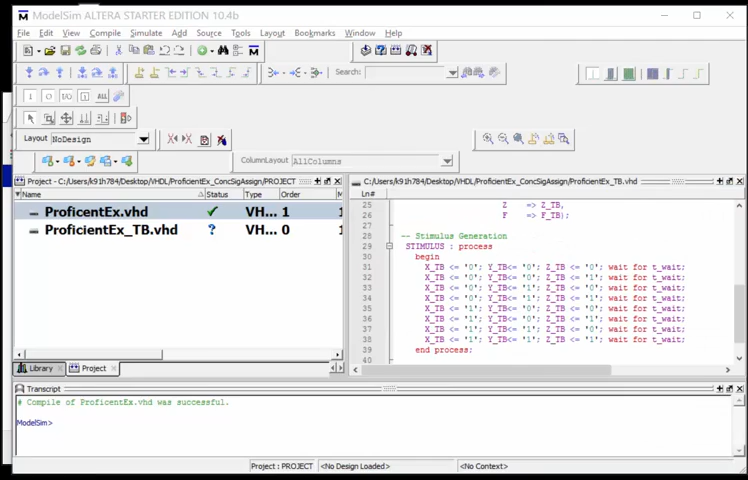 ModelSim ALTERA STARTER EDITION 10.4b
File Edit View Compile Simulate Add Source Tools Layout Bookmarks Window Help
Search:
Layout NoDesign
ColumnLayout AllColumns
Project - C:/Users/k91h784/Desktop/VHDL/ProficientEx_ConcSigAssign/PROJECT
C:/Users/k91h784/Desktop/VHDL/ProficientEx_ConcSigAssign/ProficientEx_TB.vhd
Name Status Type Order
Ln#
ProficentEx.vhd VH... 1
ProficientEx_TB.vhd ? VH... 0
25 Z => Z_TB,
26 F => F_TB);
27
28 -- Stimulus Generation
29 STIMULUS : process
30 begin
31 X_TB <= '0'; Y_TB<= '0'; Z_TB <= '0'; wait for t_wait;
32 X_TB <= '0'; Y_TB<= '0'; Z_TB <= '1'; wait for t_wait;
33 X_TB <= '0'; Y_TB<= '1'; Z_TB <= '0'; wait for t_wait;
34 X_TB <= '0'; Y_TB<= '1'; Z_TB <= '1'; wait for t_wait;
35 X_TB <= '1'; Y_TB<= '0'; Z_TB <= '0'; wait for t_wait;
36 X_TB <= '1'; Y_TB<= '0'; Z_TB <= '1'; wait for t_wait;
37 X_TB <= '1'; Y_TB<= '1'; Z_TB <= '0'; wait for t_wait;
38 X_TB <= '1'; Y_TB<= '1'; Z_TB <= '1'; wait for t_wait;
39 end process;
40
Library Project
Transcript
# Compile of ProficentEx.vhd was successful.
ModelSim>
Project : PROJECT <No Design Loaded> <No Context>